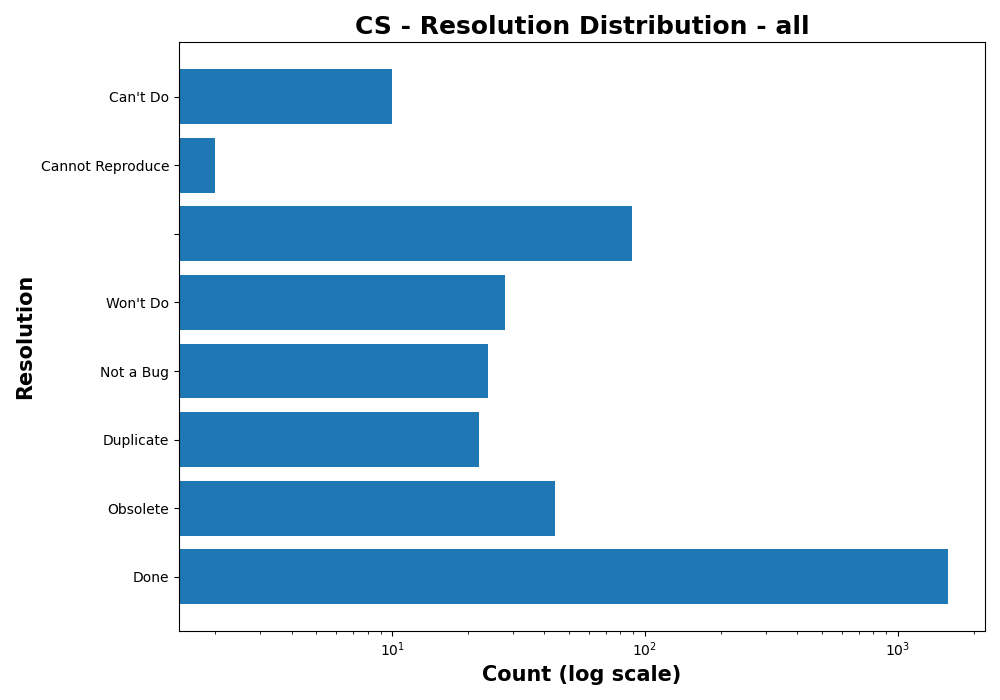 CS - Resolution Distribution - all
Can't Do
Cannot Reproduce
Won't Do
Not a Bug
Duplicate
Obsolete
Done
Resolution
10¹
10²
10³
Count (log scale)